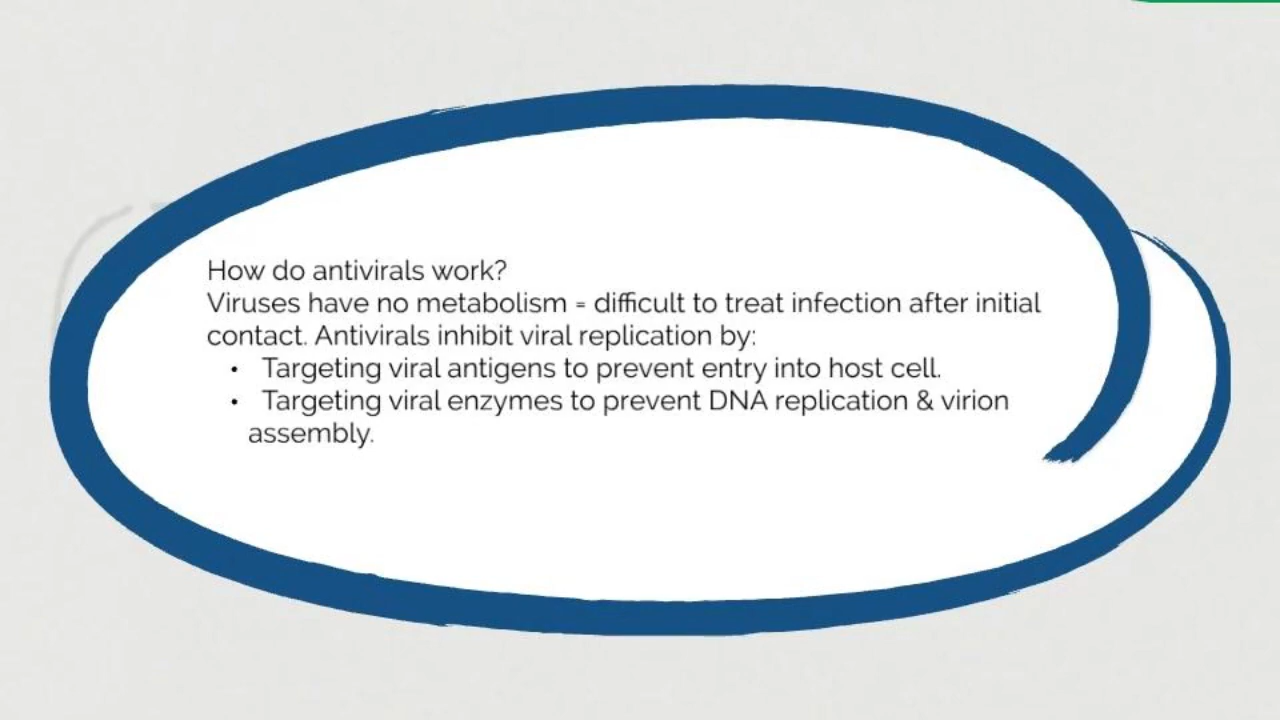 How do antivirals work?
Viruses have no metabolism = difficult to treat infection after initial
contact. Antivirals inhibit viral replication by:
• Targeting viral antigens to prevent entry into host cell.
• Targeting viral enzymes to prevent DNA replication & virion
assembly.